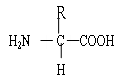 R
H₂N — C — COOH
H